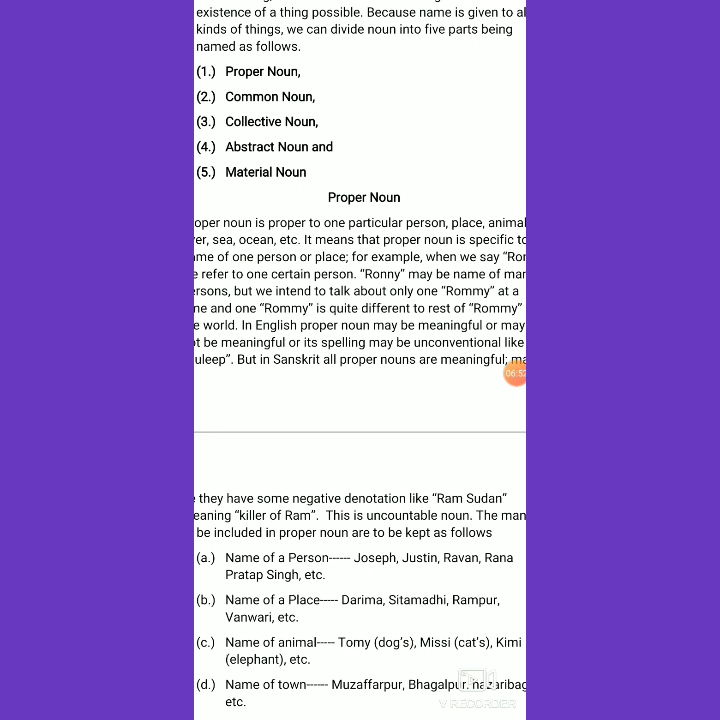 existence of a thing possible. Because name is given to al
kinds of things, we can divide noun into five parts being
named as follows.
(1.) Proper Noun,
(2.) Common Noun,
(3.) Collective Noun,
(4.) Abstract Noun and
(5.) Material Noun
Proper Noun
oper noun is proper to one particular person, place, animal
er, sea, ocean, etc. It means that proper noun is specific to
me of one person or place; for example, when we say “Ror
e refer to one certain person. “Ronny” may be name of mar
ersons, but we intend to talk about only one “Rommy” at a
ne and one “Rommy” is quite different to rest of “Rommy”
e world. In English proper noun may be meaningful or may
ot be meaningful or its spelling may be unconventional like
uleep”. But in Sanskrit all proper nouns are meaningful; ma
06:52
e they have some negative denotation like “Ram Sudan”
eaning “killer of Ram”. This is uncountable noun. The man
be included in proper noun are to be kept as follows
(a.) Name of a Person------ Joseph, Justin, Ravan, Rana
Pratap Singh, etc.
(b.) Name of a Place----- Darima, Sitamadhi, Rampur,
Vanwari, etc.
(c.) Name of animal----- Tomy (dog’s), Missi (cat’s), Kimi
(elephant), etc.
(d.) Name of town------ Muzaffarpur, Bhagalpur, hazaribag
etc.
V RECORDER